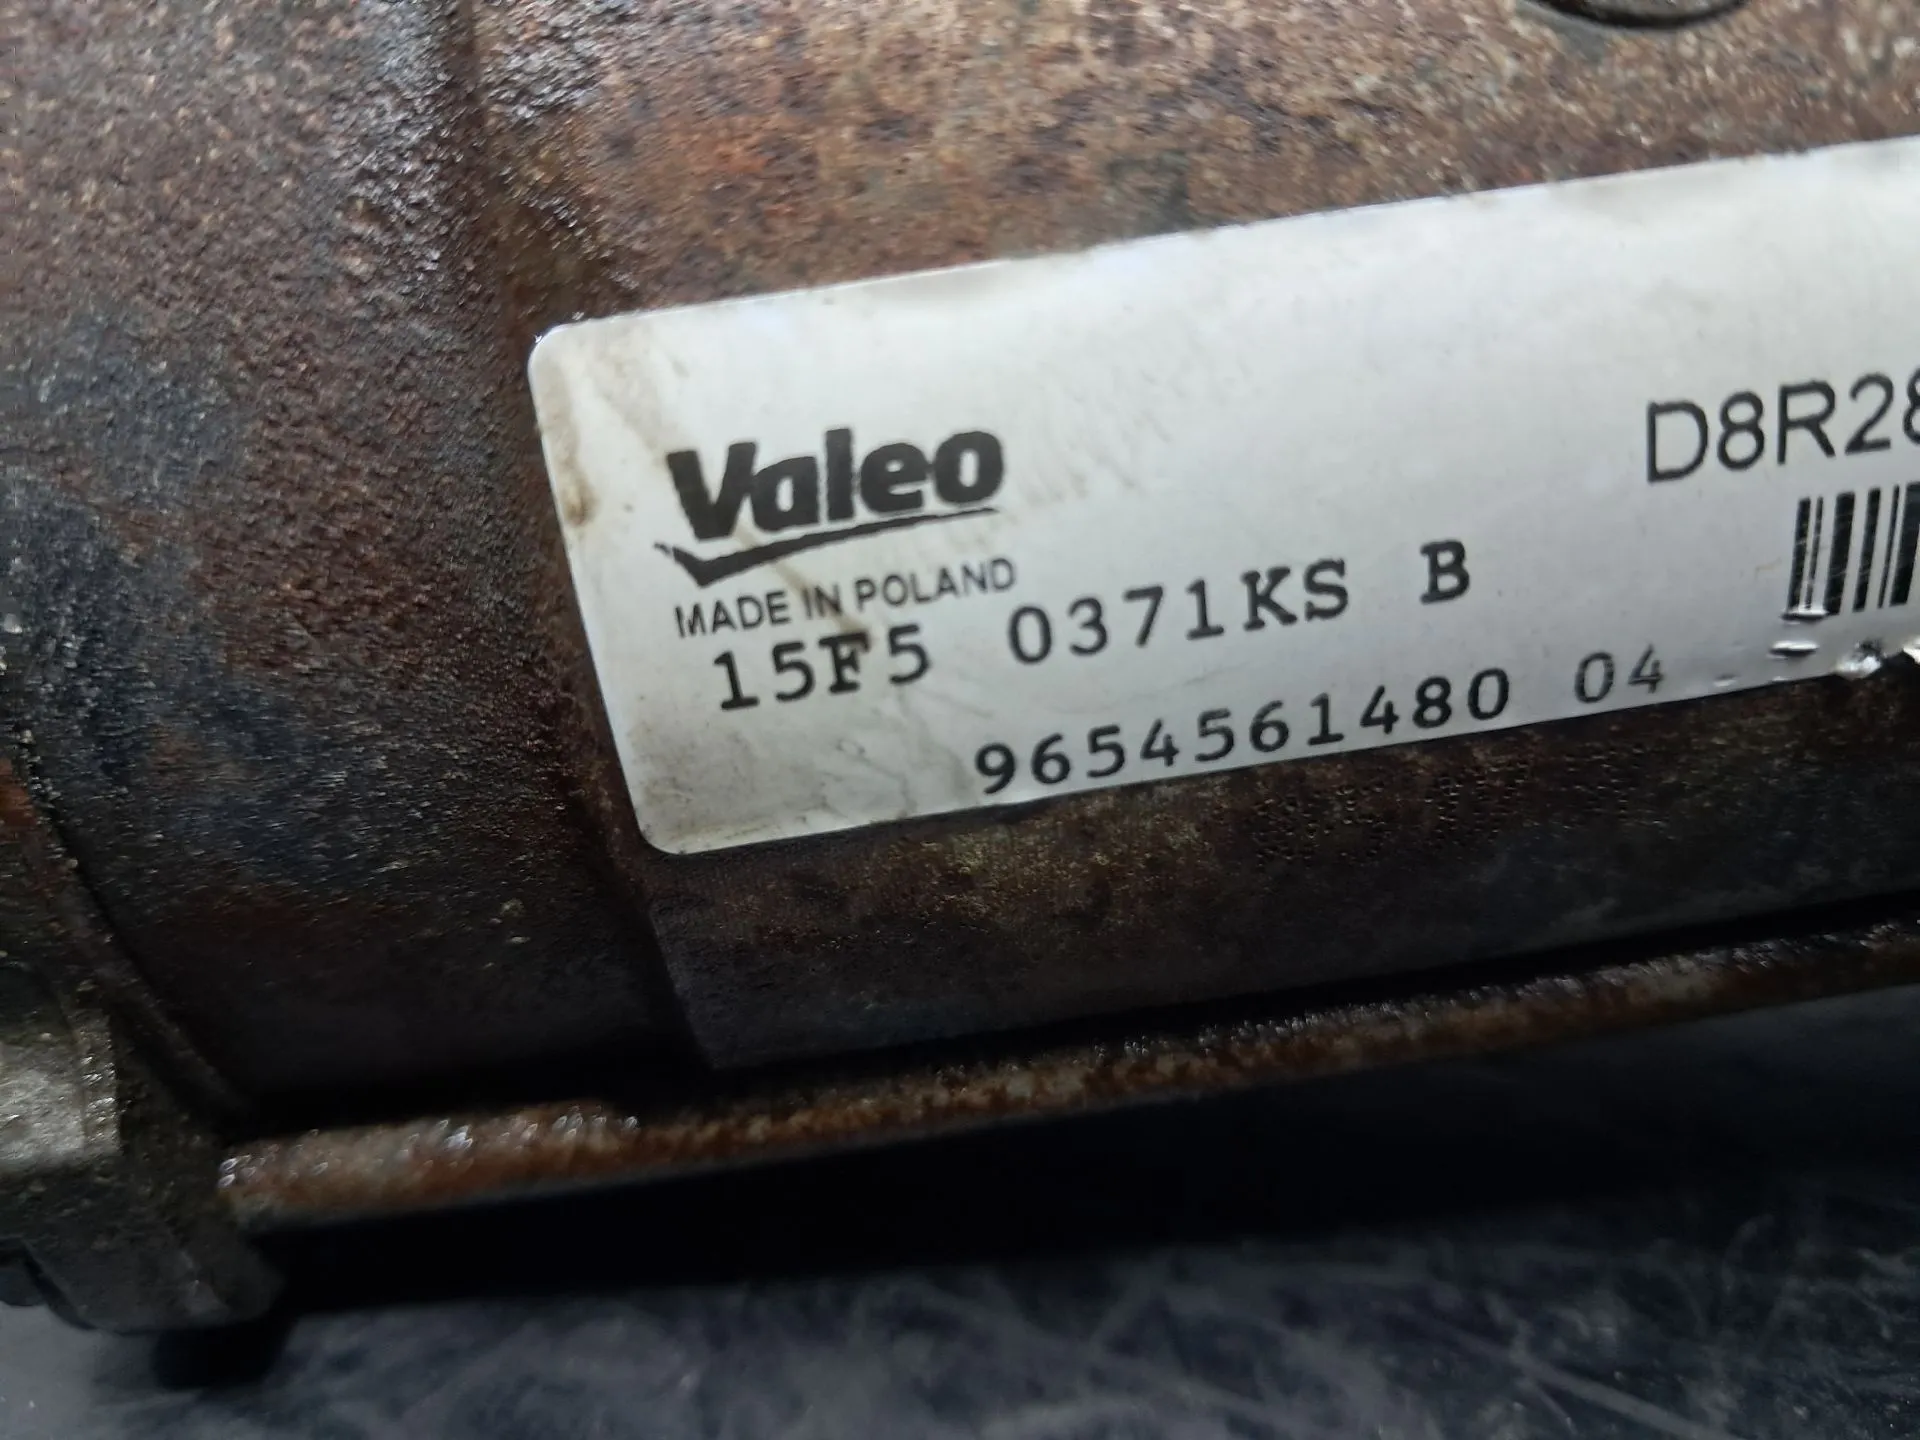 Valeo
D8R28
MADE IN POLAND
15F5 0371KS B
9654561480 04